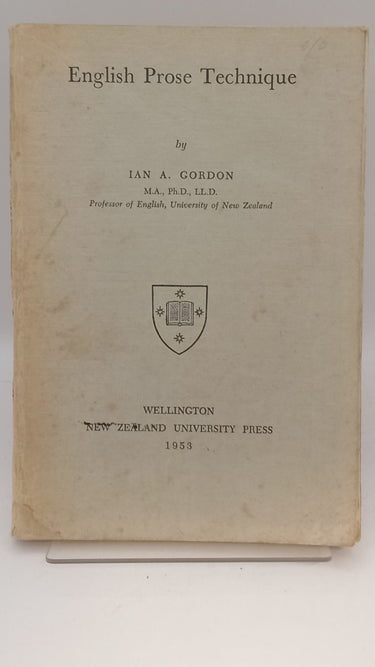 English Prose Technique
by
IAN A. GORDON
M.A., Ph.D., LL.D.
Professor of English, University of New Zealand
WELLINGTON
NEW ZEALAND UNIVERSITY PRESS
1953